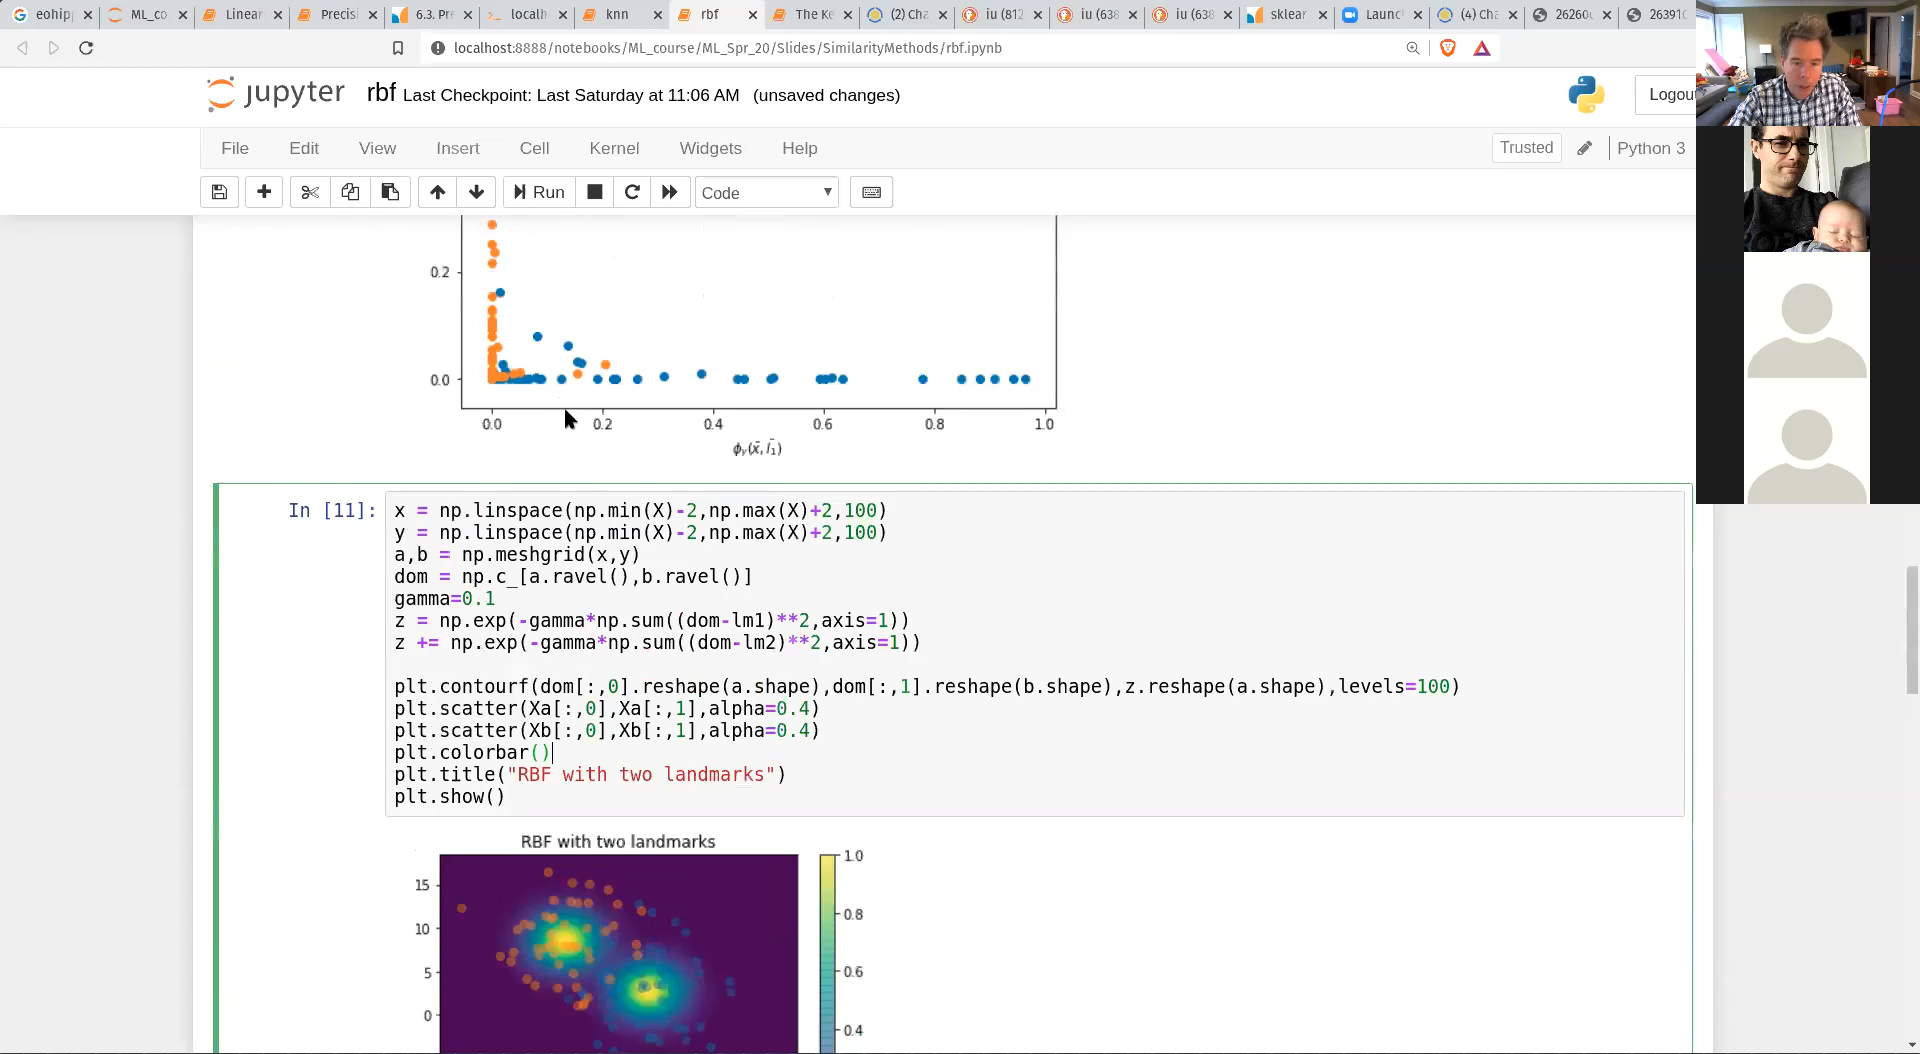 eohip
ML_co
Linear
Precisi
6.3. Pr
localh
knn
rbf
The Ke
(2) Cha
iu (812
iu (638
iu (638
sklear
Launc
(4) Cha
26260
26391
localhost:8888/notebooks/ML_course/ML_Spr_20/Slides/SimilarityMethods/rbf.ipynb
jupyter rbf Last Checkpoint: Last Saturday at 11:06 AM (unsaved changes)
Logou
File Edit View Insert Cell Kernel Widgets Help
Trusted Python 3
Run Code
0.2
0.0
0.0 0.2 0.4 0.6 0.8 1.0
In [11]:
x = np.linspace(np.min(X)-2,np.max(X)+2,100)
y = np.linspace(np.min(X)-2,np.max(X)+2,100)
a,b = np.meshgrid(x,y)
dom = np.c_[a.ravel(),b.ravel()]
gamma=0.1
z = np.exp(-gamma*np.sum((dom-lm1)**2,axis=1))
z += np.exp(-gamma*np.sum((dom-lm2)**2,axis=1))
plt.contourf(dom[:,0].reshape(a.shape),dom[:,1].reshape(b.shape),z.reshape(a.shape),levels=100)
plt.scatter(Xa[:,0],Xa[:,1],alpha=0.4)
plt.scatter(Xb[:,0],Xb[:,1],alpha=0.4)
plt.colorbar()
plt.title("RBF with two landmarks")
plt.show()
RBF with two landmarks
15
10
5
0
1.0
0.8
0.6
0.4